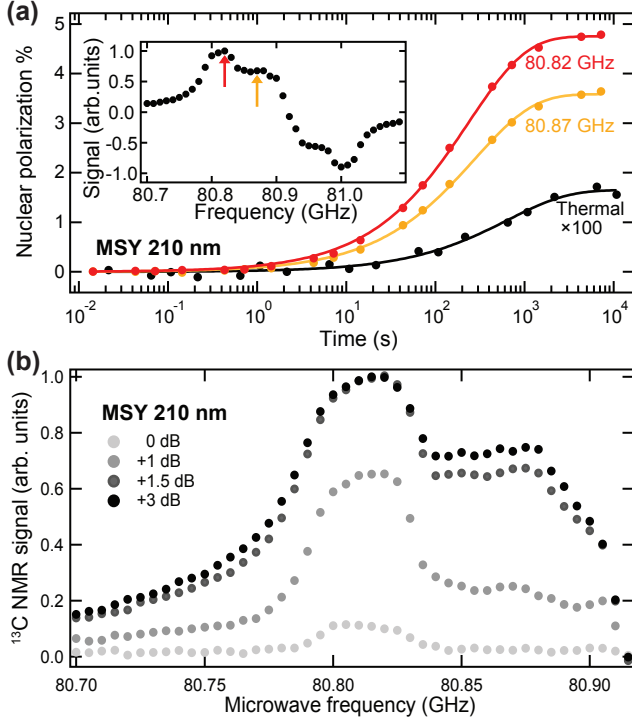 (a)
Nuclear polarization %
5
4
3
2
1
0
Signal (arb.units)
1.0
0.5
0.0
-0.5
-1.0
80.7 80.8 80.9 81.0
Frequency (GHz)
80.82 GHz
80.87 GHz
Thermal
×100
MSY 210 nm
10⁻² 10⁻¹ 10⁰ 10¹ 10² 10³ 10⁴
Time (s)
(b)
¹³C NMR signal (arb. units)
1.0
0.8
0.6
0.4
0.2
0.0
MSY 210 nm
0 dB
+1 dB
+1.5 dB
+3 dB
80.70 80.75 80.80 80.85 80.90
Microwave frequency (GHz)